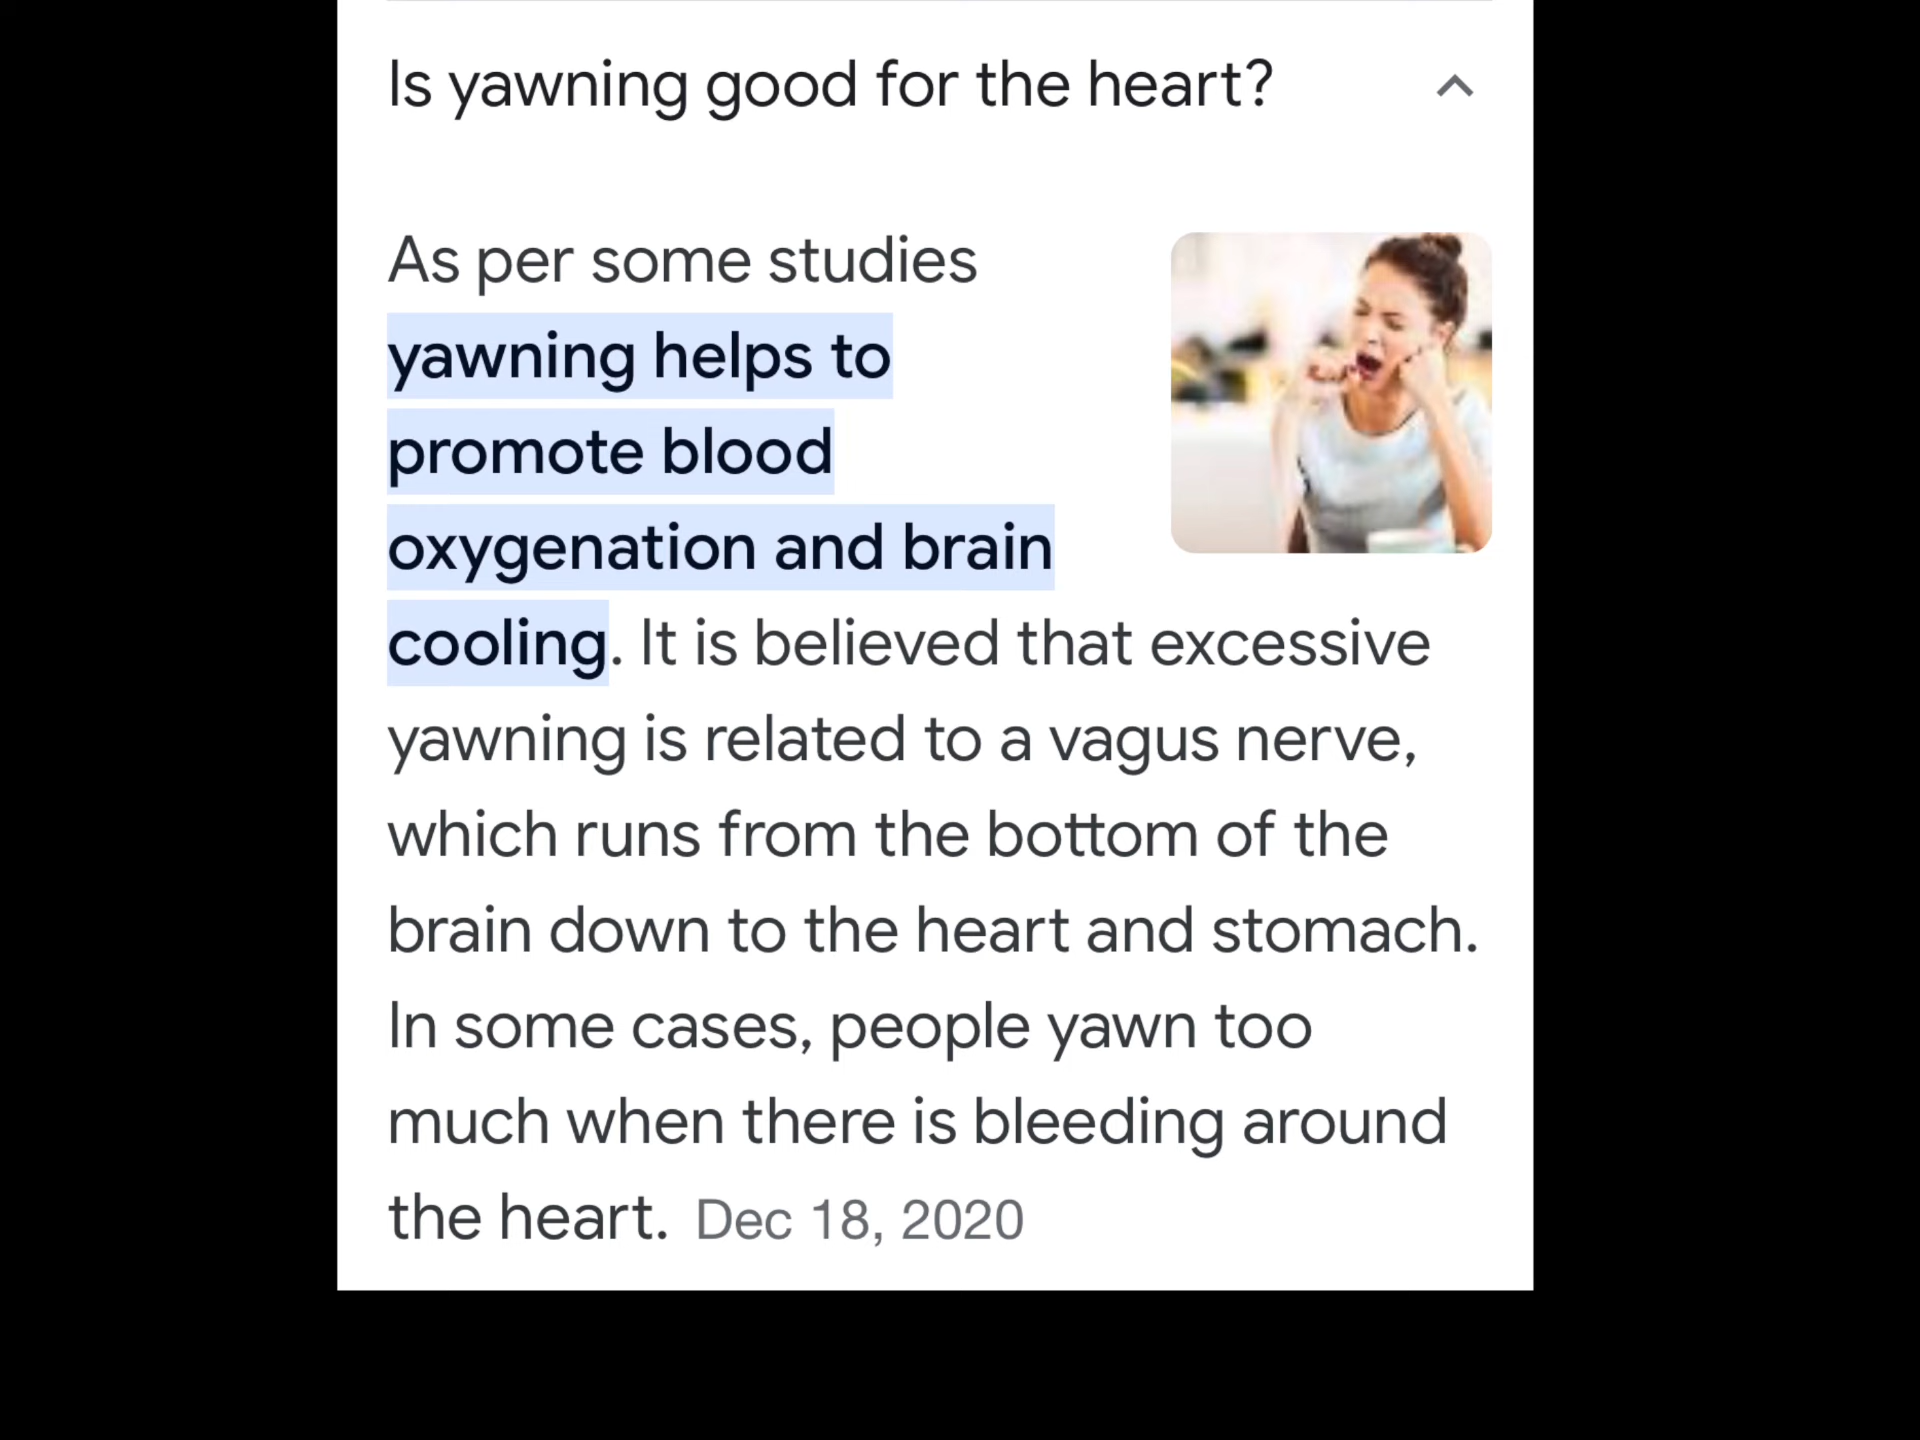 Is yawning good for the heart?
As per some studies
yawning helps to
promote blood
oxygenation and brain
cooling. It is believed that excessive
yawning is related to a vagus nerve,
which runs from the bottom of the
brain down to the heart and stomach.
In some cases, people yawn too
much when there is bleeding around
the heart. Dec 18, 2020